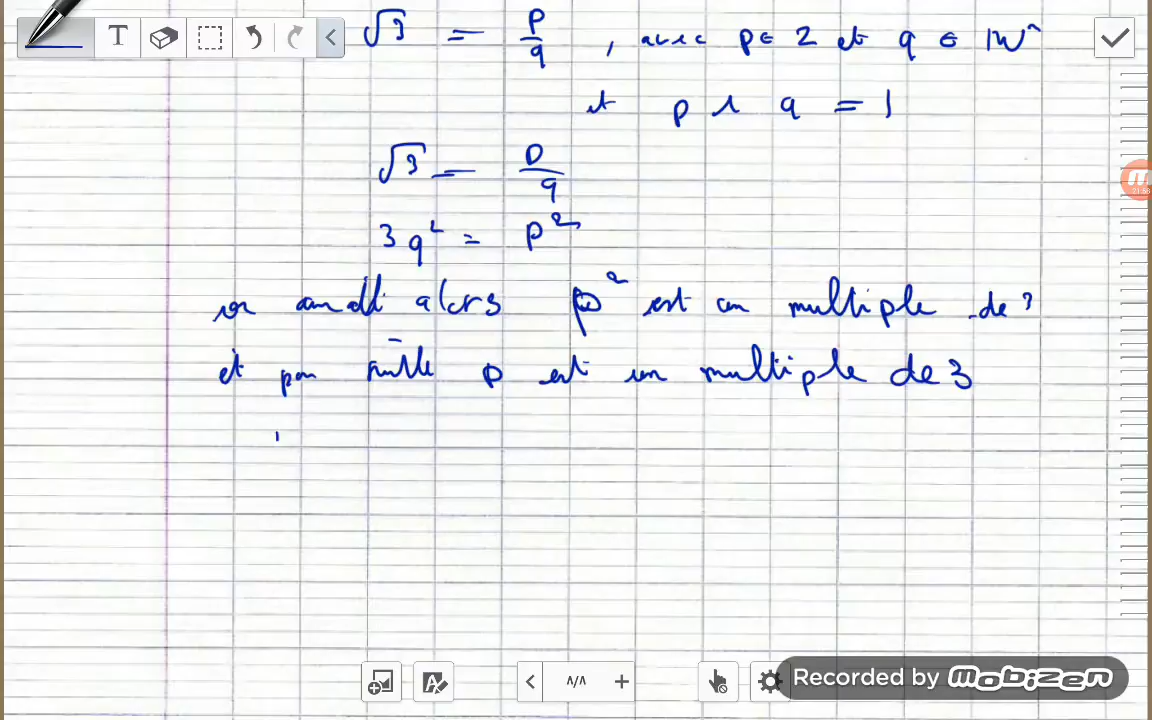 T
√3 = p/q , avec p ∈ Z et q ∈ IN*
et p ∧ q = 1
√3 = p/q
3q² = p²
alors p² est un multiple de 3
et par suite p est un multiple de 3
Recorded by mobizen